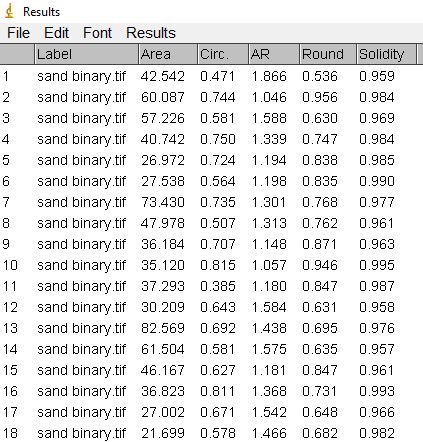 Results
File Edit Font Results
Label Area Circ. AR Round Solidity
1 sand binary.tif 42.542 0.471 1.866 0.536 0.959
2 sand binary.tif 60.087 0.744 1.046 0.956 0.984
3 sand binary.tif 57.226 0.581 1.588 0.630 0.969
4 sand binary.tif 40.742 0.750 1.339 0.747 0.984
5 sand binary.tif 26.972 0.724 1.194 0.838 0.985
6 sand binary.tif 27.538 0.564 1.198 0.835 0.990
7 sand binary.tif 73.430 0.735 1.301 0.768 0.977
8 sand binary.tif 47.978 0.507 1.313 0.762 0.961
9 sand binary.tif 36.184 0.707 1.148 0.871 0.963
10 sand binary.tif 35.120 0.815 1.057 0.946 0.995
11 sand binary.tif 37.293 0.385 1.180 0.847 0.987
12 sand binary.tif 30.209 0.643 1.584 0.631 0.958
13 sand binary.tif 82.569 0.692 1.438 0.695 0.976
14 sand binary.tif 61.504 0.581 1.575 0.635 0.957
15 sand binary.tif 46.167 0.627 1.181 0.847 0.961
16 sand binary.tif 36.823 0.811 1.368 0.731 0.993
17 sand binary.tif 27.002 0.671 1.542 0.648 0.966
18 sand binary.tif 21.699 0.578 1.466 0.682 0.982